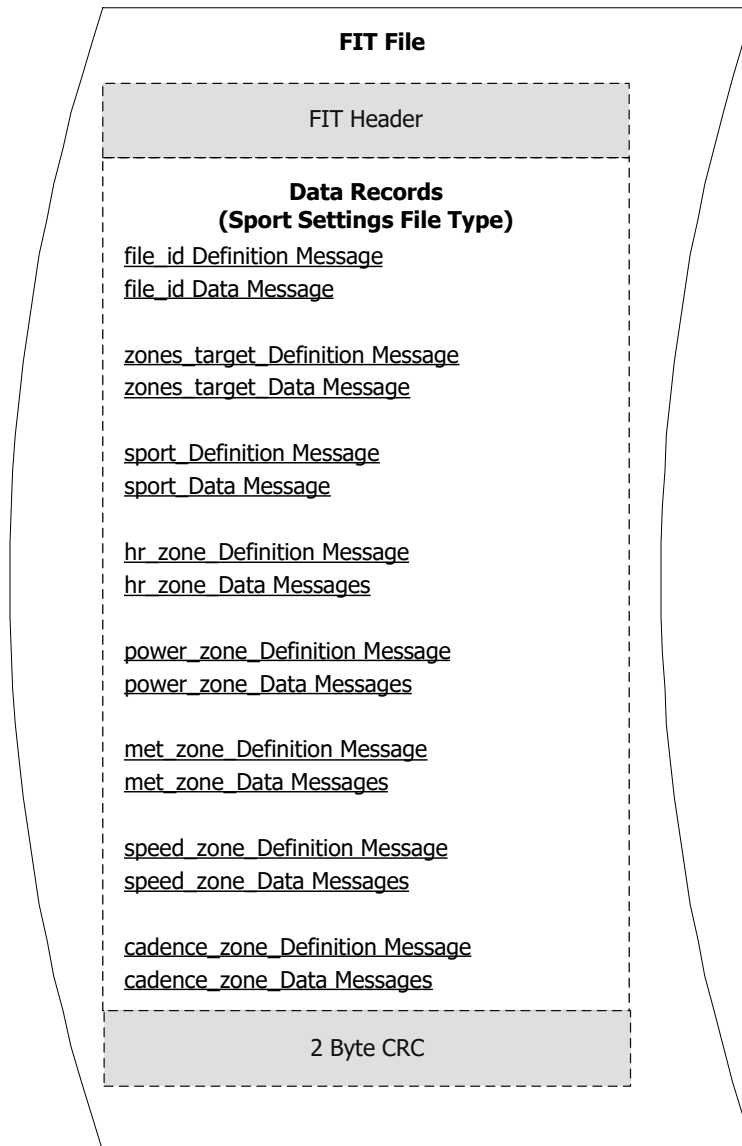 FIT File
FIT Header
Data Records
(Sport Settings File Type)
file_id Definition Message
file_id Data Message
zones_target_Definition Message
zones_target_Data Message
sport_Definition Message
sport_Data Message
hr_zone_Definition Message
hr_zone_Data Messages
power_zone_Definition Message
power_zone_Data Messages
met_zone_Definition Message
met_zone_Data Messages
speed_zone_Definition Message
speed_zone_Data Messages
cadence_zone_Definition Message
cadence_zone_Data Messages
2 Byte CRC